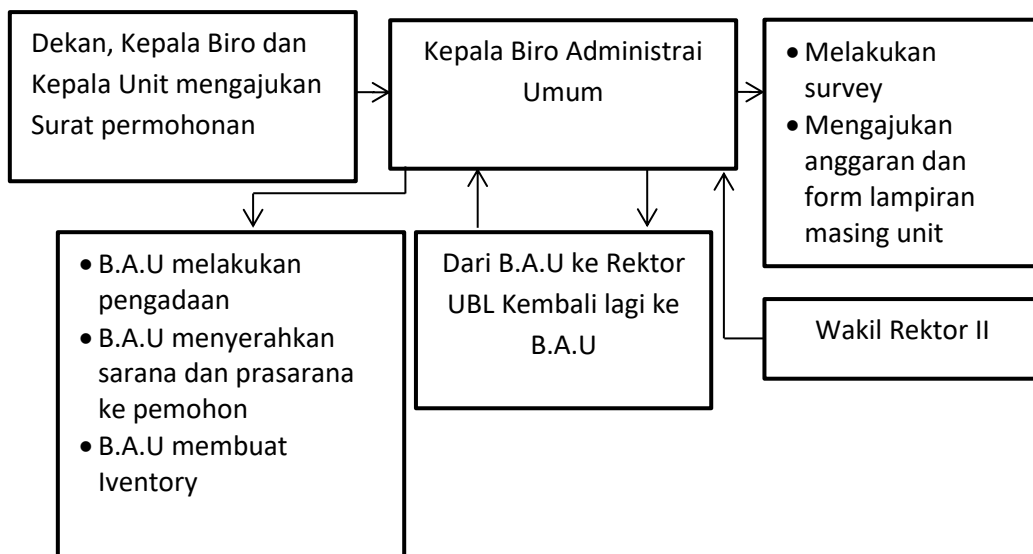 Dekan, Kepala Biro dan
Kepala Unit mengajukan
Surat permohonan
Kepala Biro Administrai
Umum
• Melakukan
survey
• Mengajukan
anggaran dan
form lampiran
masing unit
• B.A.U melakukan
pengadaan
• B.A.U menyerahkan
sarana dan prasarana
ke pemohon
• B.A.U membuat
Iventory
Dari B.A.U ke Rektor
UBL Kembali lagi ke
B.A.U
Wakil Rektor II